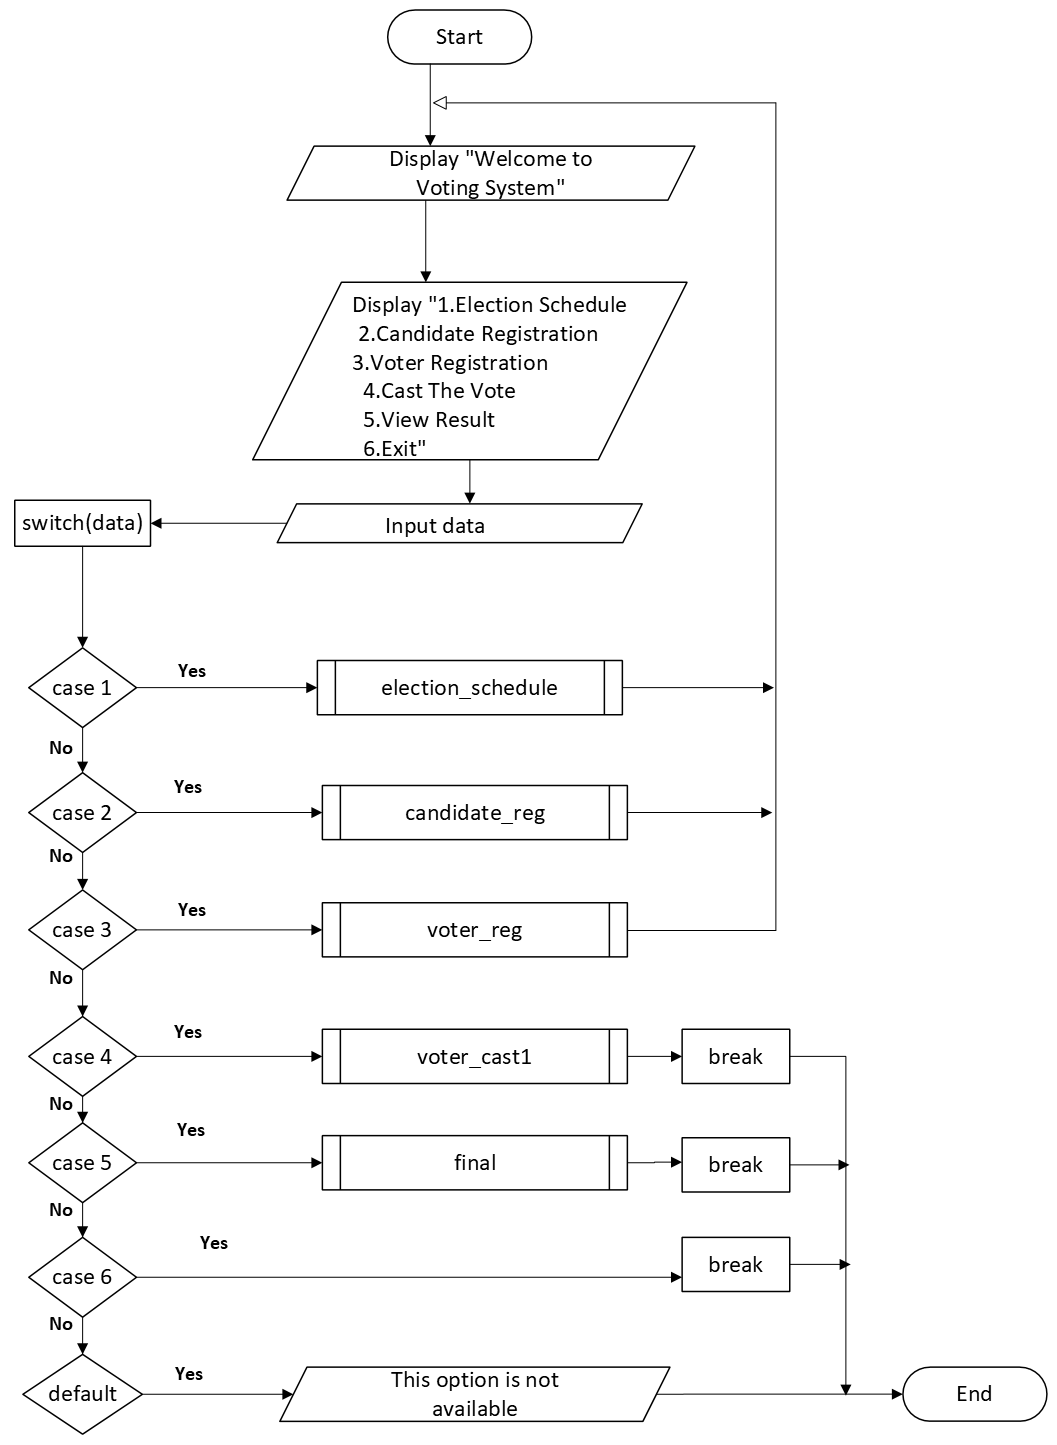 Start
Display "Welcome to
Voting System"
Display "1.Election Schedule
2.Candidate Registration
3.Voter Registration
4.Cast The Vote
5.View Result
6.Exit"
Input data
switch(data)
case 1
Yes
election_schedule
No
case 2
Yes
candidate_reg
No
case 3
Yes
voter_reg
No
case 4
Yes
voter_cast1
break
No
case 5
Yes
final
break
No
case 6
Yes
break
No
default
Yes
This option is not
available
End